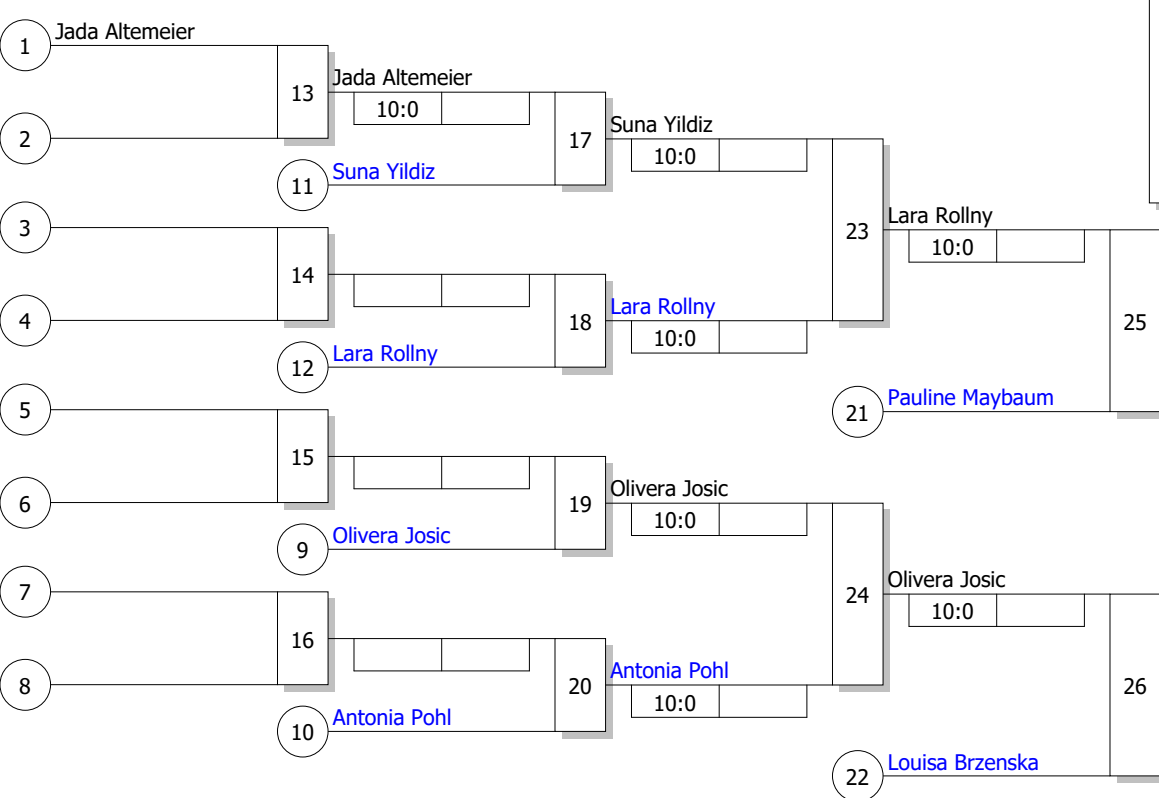 1 Jada Altemeier
13 Jada Altemeier
10:0
2
17 Suna Yildiz
10:0
11 Suna Yildiz
3
23 Lara Rollny
10:0
14
4
18 Lara Rollny
10:0
25
12 Lara Rollny
5
21 Pauline Maybaum
15
6
19 Olivera Josic
10:0
9 Olivera Josic
7
24 Olivera Josic
10:0
16
8
20 Antonia Pohl
10:0
26
10 Antonia Pohl
22 Louisa Brzenska